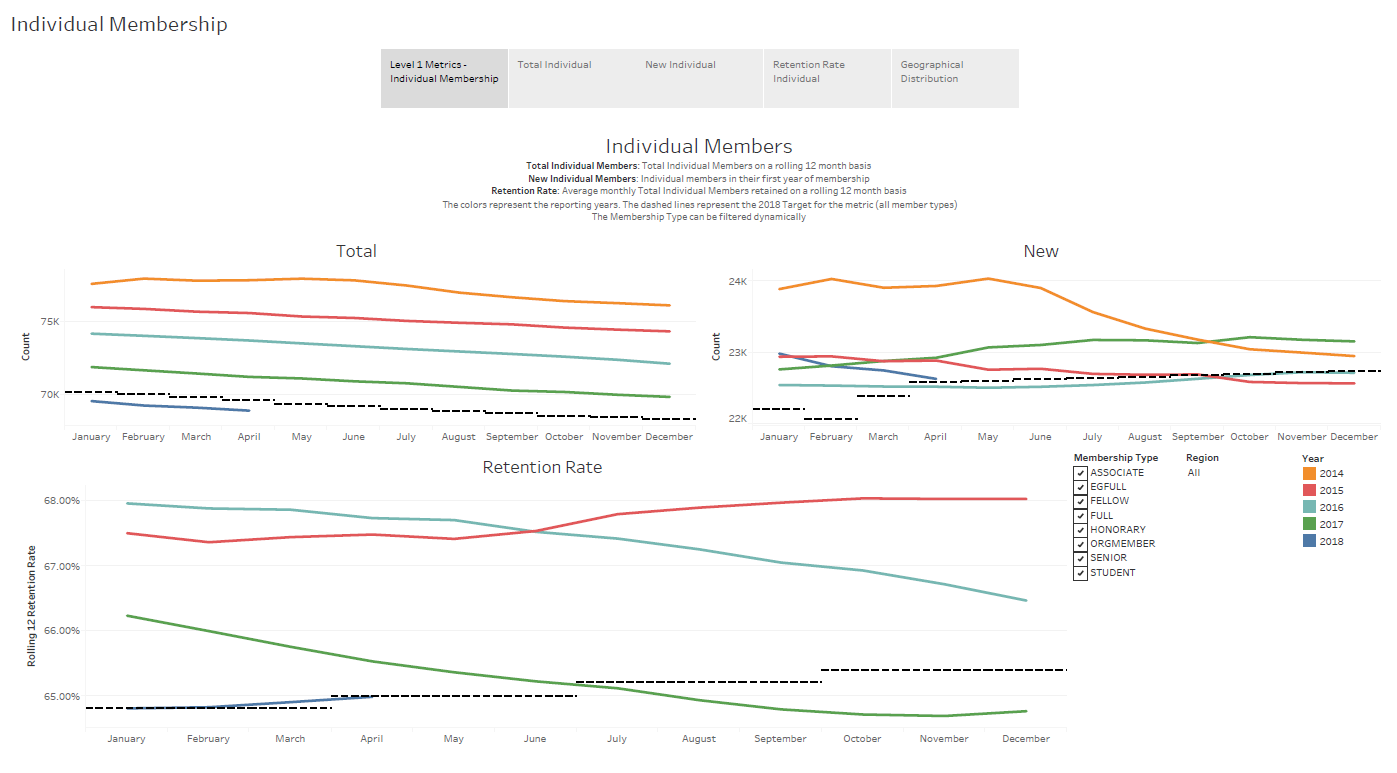 Individual Membership
Level 1 Metrics -
Individual Membership
Total Individual
New Individual
Retention Rate
Individual
Geographical
Distribution
Individual Members
Total Individual Members: Total Individual Members on a rolling 12 month basis
New Individual Members: Individual members in their first year of membership
Retention Rate: Average monthly Total Individual Members retained on a rolling 12 month basis
The colors represent the reporting years. The dashed lines represent the 2018 Target for the metric (all member types)
The Membership Type can be filtered dynamically
Total
Count
75K
70K
January February March April May June July August September October November December
New
Count
24K
23K
22K
January February March April May June July August September October November December
Retention Rate
Rolling 12 Retention Rate
68.00%
67.00%
66.00%
65.00%
January February March April May June July August September October November December
Membership Type
ASSOCIATE
EGFULL
FELLOW
FULL
HONORARY
ORGMEMBER
SENIOR
STUDENT
Region
All
Year
2014
2015
2016
2017
2018